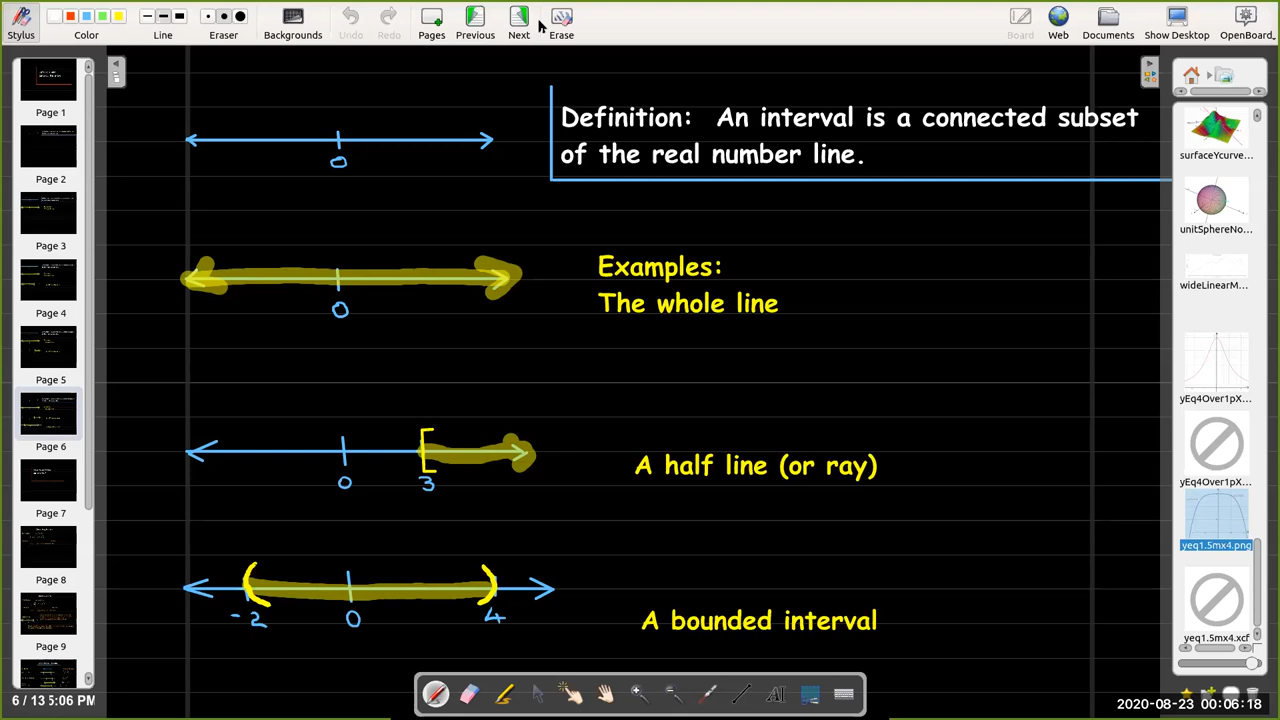 Stylus
Color
Line
Eraser
Backgrounds
Undo
Redo
Pages
Previous
Next
Erase
Board
Web
Documents
Show Desktop
OpenBoard
Page 1
Page 2
Page 3
Page 4
Page 5
Page 6
Page 7
Page 8
Page 9
Definition: An interval is a connected subset
of the real number line.
0
Examples:
The whole line
0
A half line (or ray)
[
0
3
A bounded interval
( )
-2
0
4
surfaceYcurve...
unitSphereNo...
wideLinearM...
yEq4Over1pX...
yEq4Over1pX...
yeq1.5mx4.png
yeq1.5mx4.xcf
6 / 13
5:06 PM
AI
2020-08-23 00:06:18